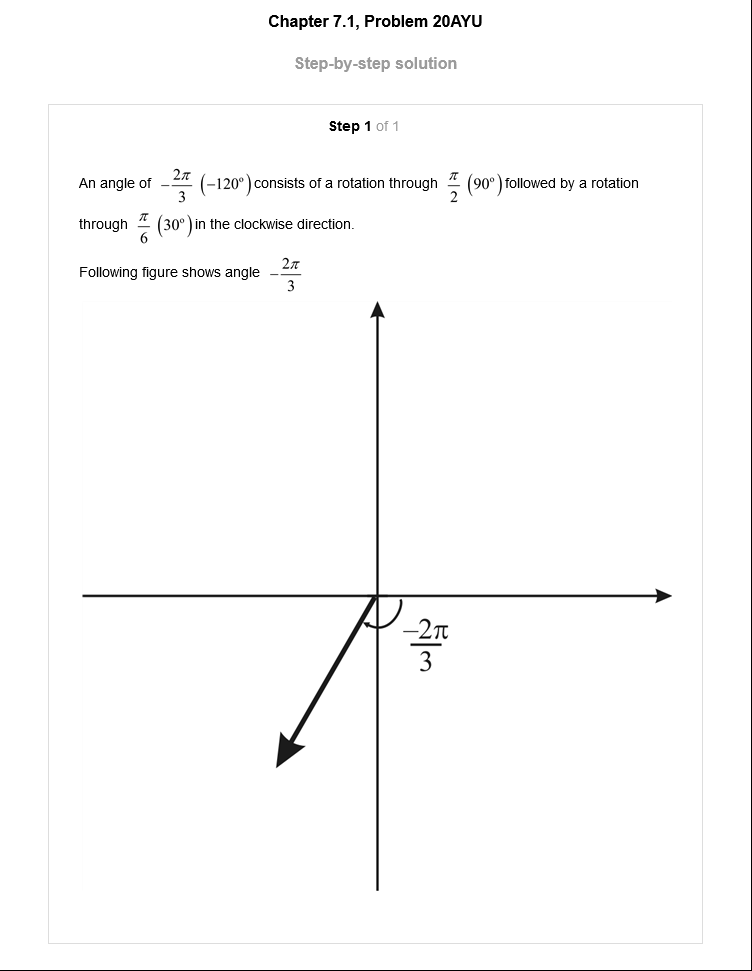 Chapter 7.1, Problem 20AYU
Step-by-step solution
Step 1 of 1
An angle of −2π/3 (−120°) consists of a rotation through π/2 (90°) followed by a rotation
through π/6 (30°) in the clockwise direction.
Following figure shows angle −2π/3
−2π/3